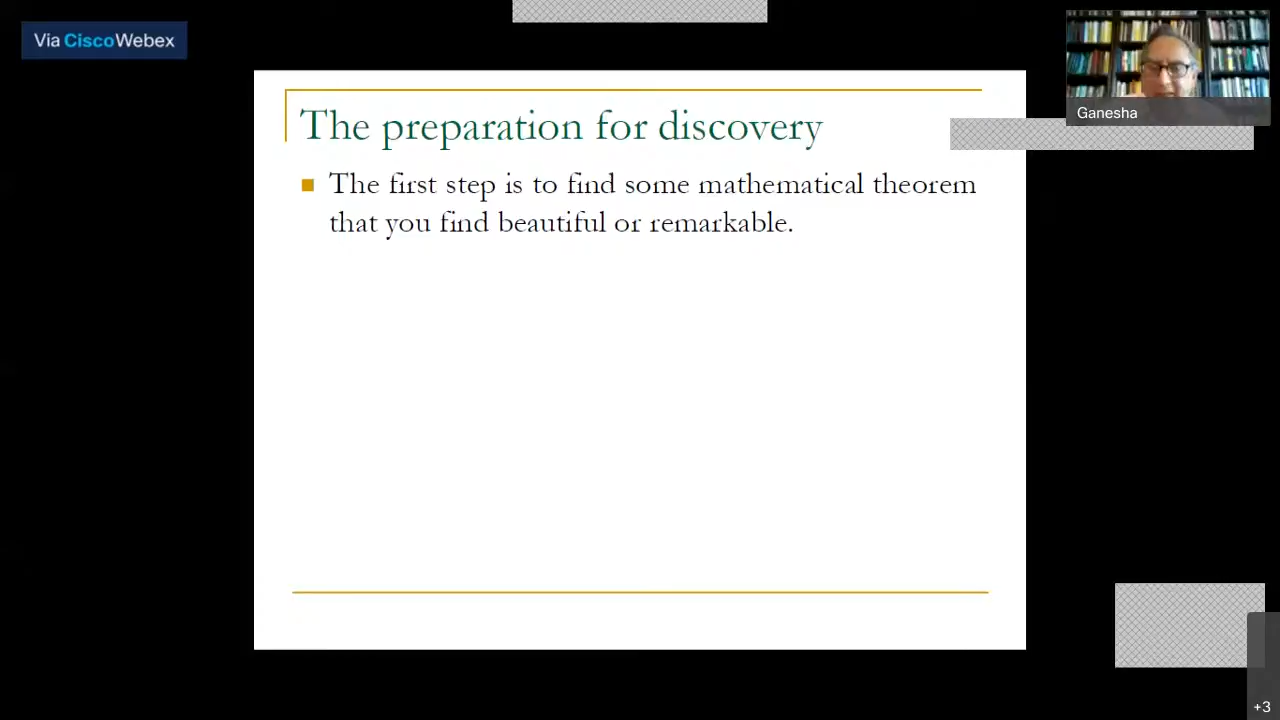 Via CiscoWebex
Ganesha
The preparation for discovery
The first step is to find some mathematical theorem
that you find beautiful or remarkable.
+3